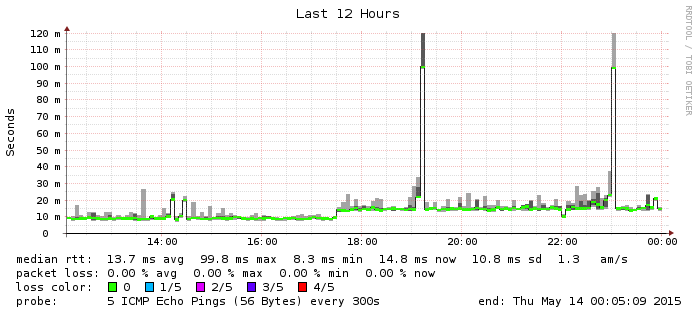 Last 12 Hours
RRDTOOL / TOBI OETIKER
Seconds
120 m
110 m
100 m
90 m
80 m
70 m
60 m
50 m
40 m
30 m
20 m
10 m
0
14:00 16:00 18:00 20:00 22:00 00:00
median rtt: 13.7 ms avg 99.8 ms max 8.3 ms min 14.8 ms now 10.8 ms sd 1.3 am/s
packet loss: 0.00 % avg 0.00 % max 0.00 % min 0.00 % now
loss color: 0 1/5 2/5 3/5 4/5
probe: 5 ICMP Echo Pings (56 Bytes) every 300s end: Thu May 14 00:05:09 2015